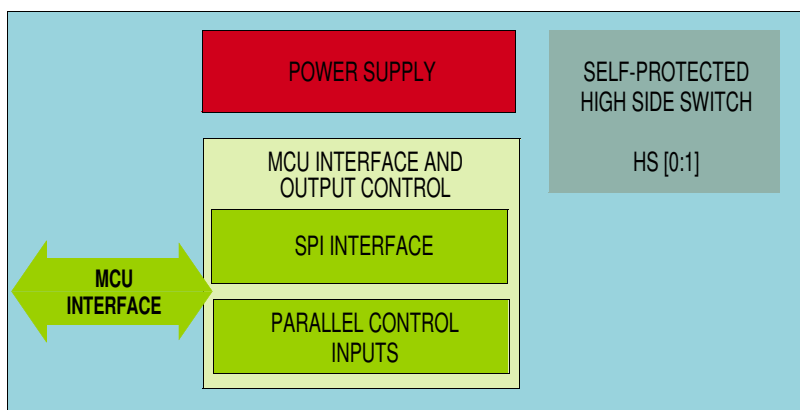 POWER SUPPLY
SELF-PROTECTED
HIGH SIDE SWITCH
HS [0:1]
MCU INTERFACE AND
OUTPUT CONTROL
SPI INTERFACE
MCU
INTERFACE
PARALLEL CONTROL
INPUTS